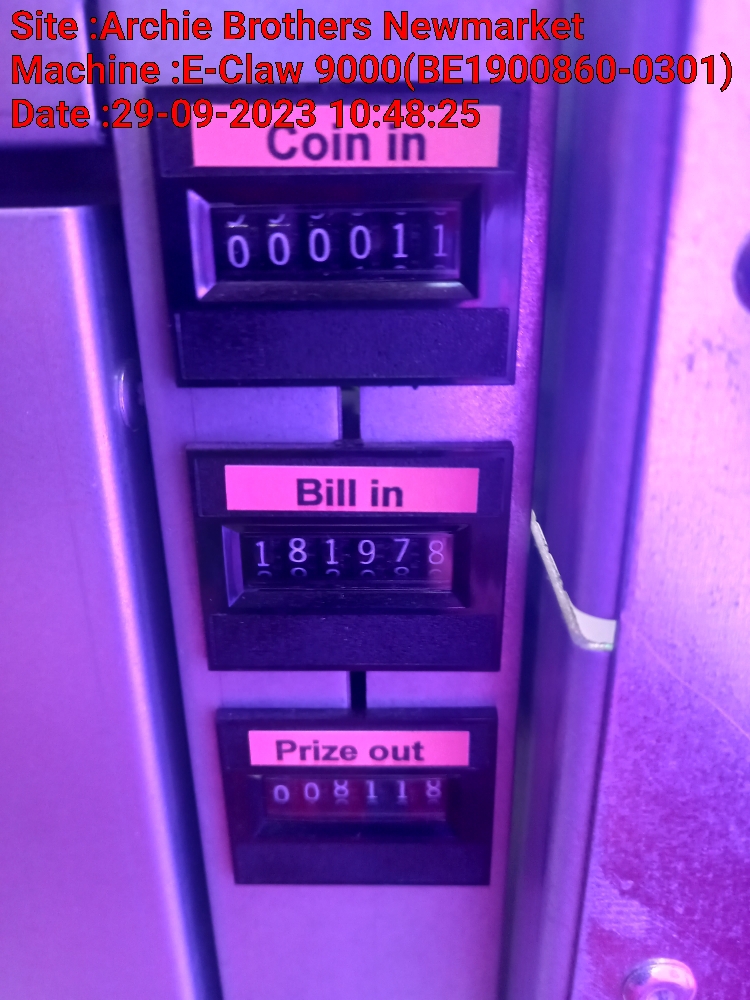 Site :Archie Brothers Newmarket
Machine :E-Claw 9000(BE1900860-0301)
Date :29-09-2023 10:48:25
Coin in
000011
Bill in
181978
Prize out
008118